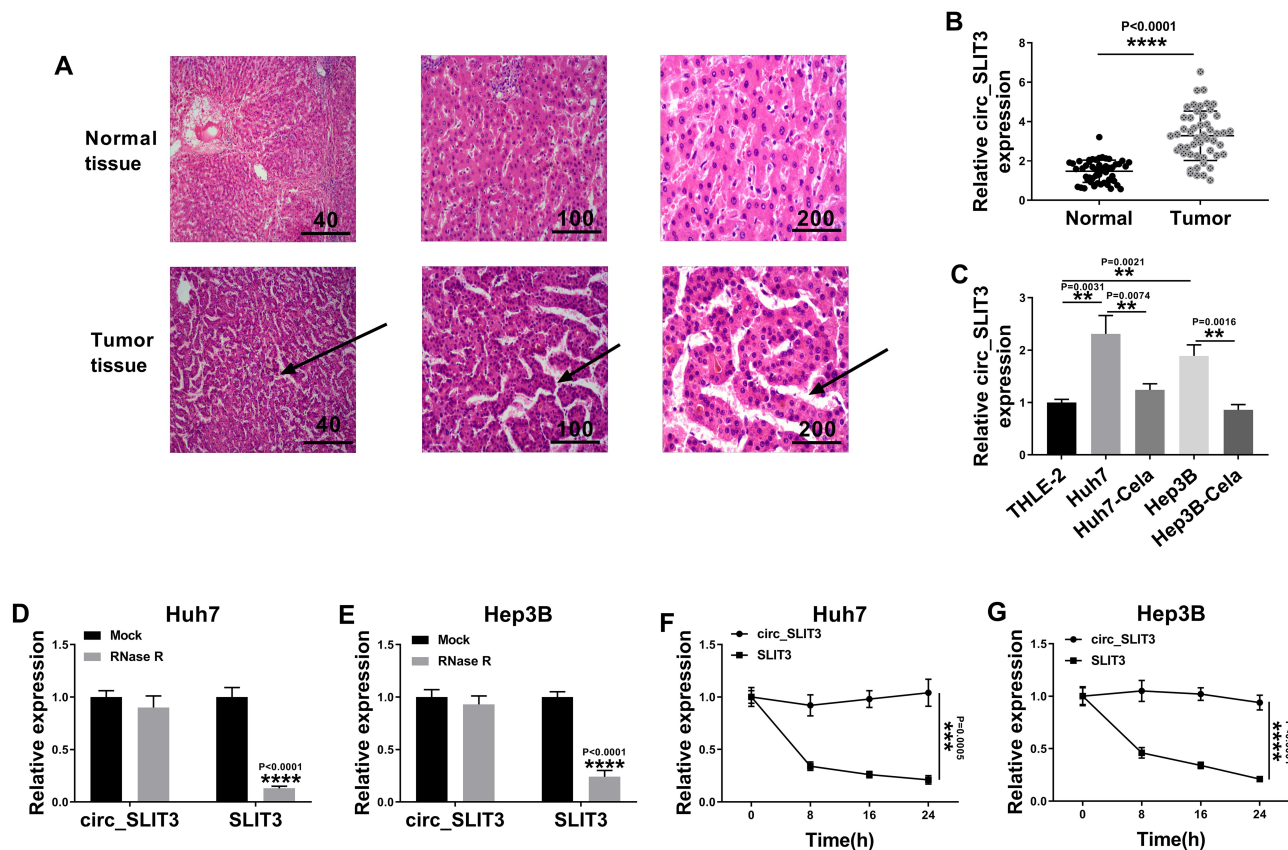 A
Normal
tissue
40
100
200
Tumor
tissue
40
100
200
B
P<0.0001
****
Relative circ_SLIT3
expression
8
6
4
2
0
Normal
Tumor
C
P=0.0021
**
P=0.0031
**
P=0.0074
**
P=0.0016
**
Relative circ_SLIT3
expression
3
2
1
0
THLE-2
Huh7
Huh7-Cela
Hep3B
Hep3B-Cela
D
Huh7
Relative expression
1.5
1.0
0.5
0.0
Mock
RNase R
P<0.0001
****
circ_SLIT3
SLIT3
E
Hep3B
Relative expression
1.5
1.0
0.5
0.0
Mock
RNase R
P<0.0001
****
circ_SLIT3
SLIT3
F
Huh7
Relative expression
1.5
1.0
0.5
0.0
circ_SLIT3
SLIT3
P=0.0005
***
0
8
16
24
Time(h)
G
Hep3B
Relative expression
1.5
1.0
0.5
0.0
circ_SLIT3
SLIT3
****
0
8
16
24
Time(h)